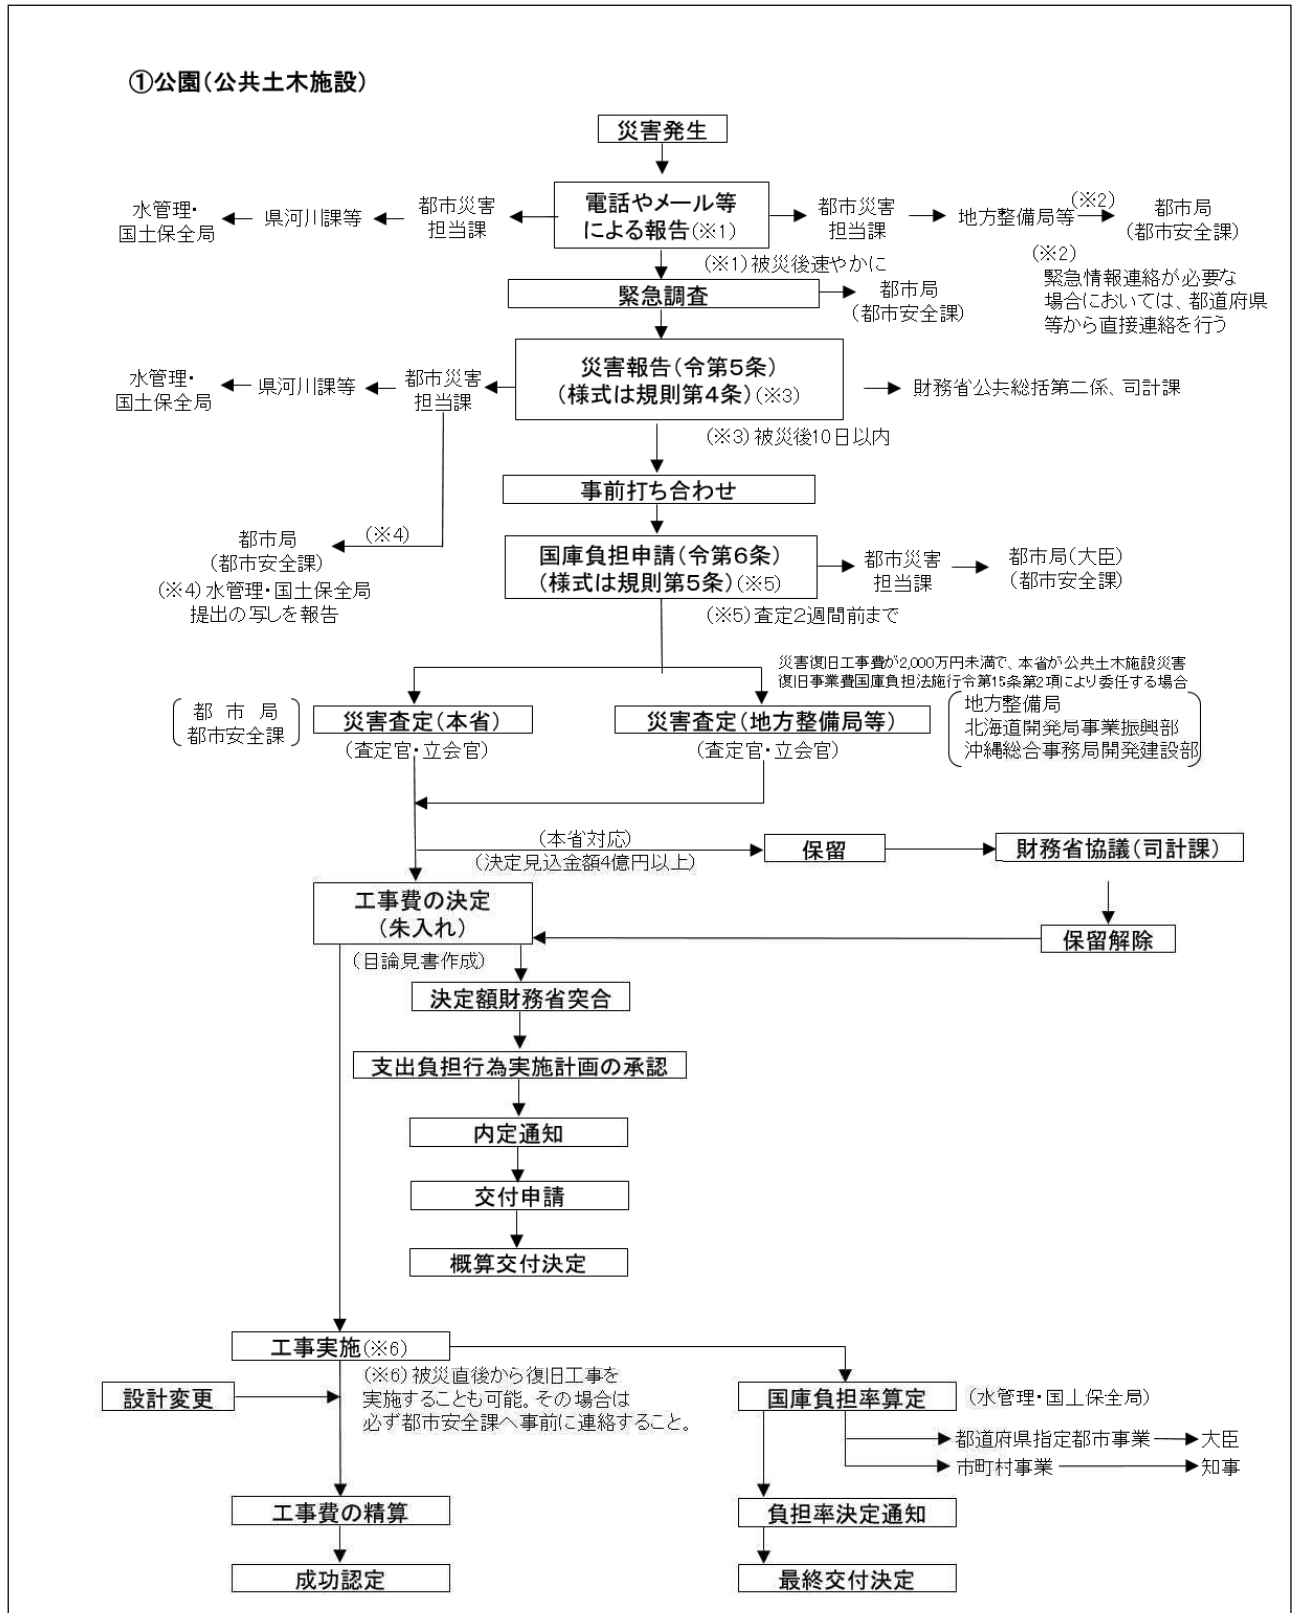 ①公園（公共土木施設）
災害発生
水管理・
国土保全局
県河川課等
都市災害
担当課
電話やメール等
による報告(※1)
都市災害
担当課
地方整備局等
(※2)
都市局
(都市安全課)
(※1)被災後速やかに
(※2)
緊急情報連絡が必要な
場合においては、都道府県
等から直接連絡を行う
緊急調査
都市局
(都市安全課)
水管理・
国土保全局
県河川課等
都市災害
担当課
災害報告(令第5条)
(様式は規則第4条)(※3)
財務省公共総括第二係、司計課
(※3)被災後10日以内
事前打ち合わせ
都市局
(都市安全課)
(※4)
(※4)水管理・国土保全局
提出の写しを報告
国庫負担申請(令第6条)
(様式は規則第5条)(※5)
都市災害
担当課
都市局(大臣)
(都市安全課)
(※5)査定2週間前まで
災害復旧工事費が2,000万円未満で、本省が公共土木施設災害
復旧事業費国庫負担法施行令第15条第2項により委任する場合
都市局
都市安全課
災害査定(本省)
(査定官・立会官)
災害査定(地方整備局等)
(査定官・立会官)
地方整備局
北海道開発局事業振興部
沖縄総合事務局開発建設部
(本省対応)
(決定見込金額4億円以上)
保留
財務省協議(司計課)
工事費の決定
(朱入れ)
保留解除
(目論見書作成)
決定額財務省突合
支出負担行為実施計画の承認
内定通知
交付申請
概算交付決定
工事実施(※6)
(※6)被災直後から復旧工事を
実施することも可能。その場合は
必ず都市安全課へ事前に連絡すること。
設計変更
国庫負担率算定
(水管理・国土保全局)
都道府県指定都市事業
大臣
市町村事業
知事
工事費の精算
負担率決定通知
成功認定
最終交付決定